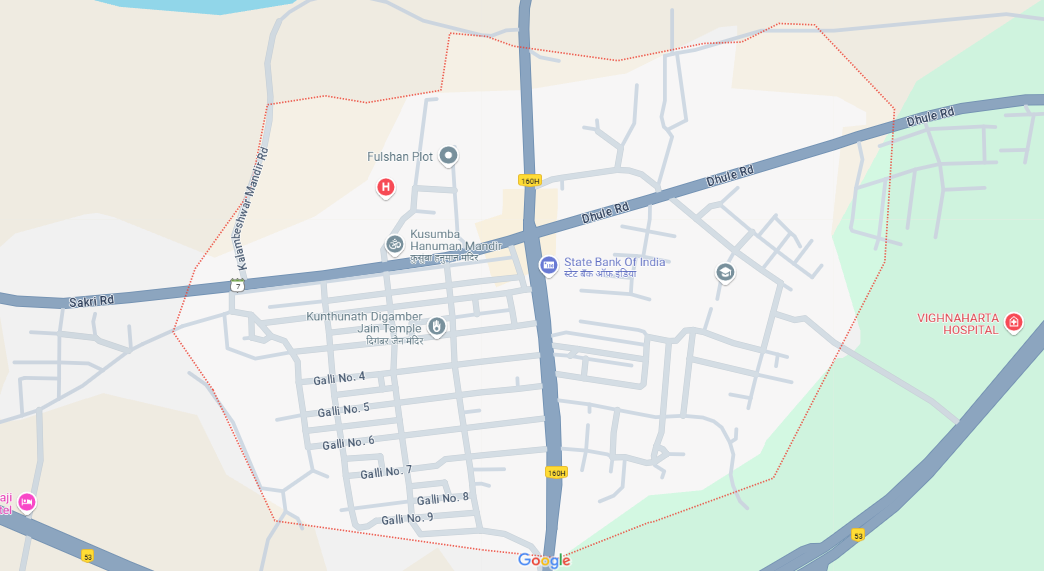 Dhule Rd
Fulshan Plot
H
160H
Dhule Rd
Kalambeshwar Mandir Rd
Dhule Rd
Kusumba
Hanuman Mandir
कुसुंबा हनुमान मंदिर
State Bank Of India
स्टेट बैंक ऑफ़ इंडिया
7
Sakri Rd
Kunthunath Digamber
Jain Temple
दिगंबर जैन मंदिर
VIGHNAHARTA
HOSPITAL
Galli No. 4
Galli No. 5
Galli No. 6
Galli No. 7
160H
Galli No. 8
aji
tel
Galli No. 9
53
53
Google